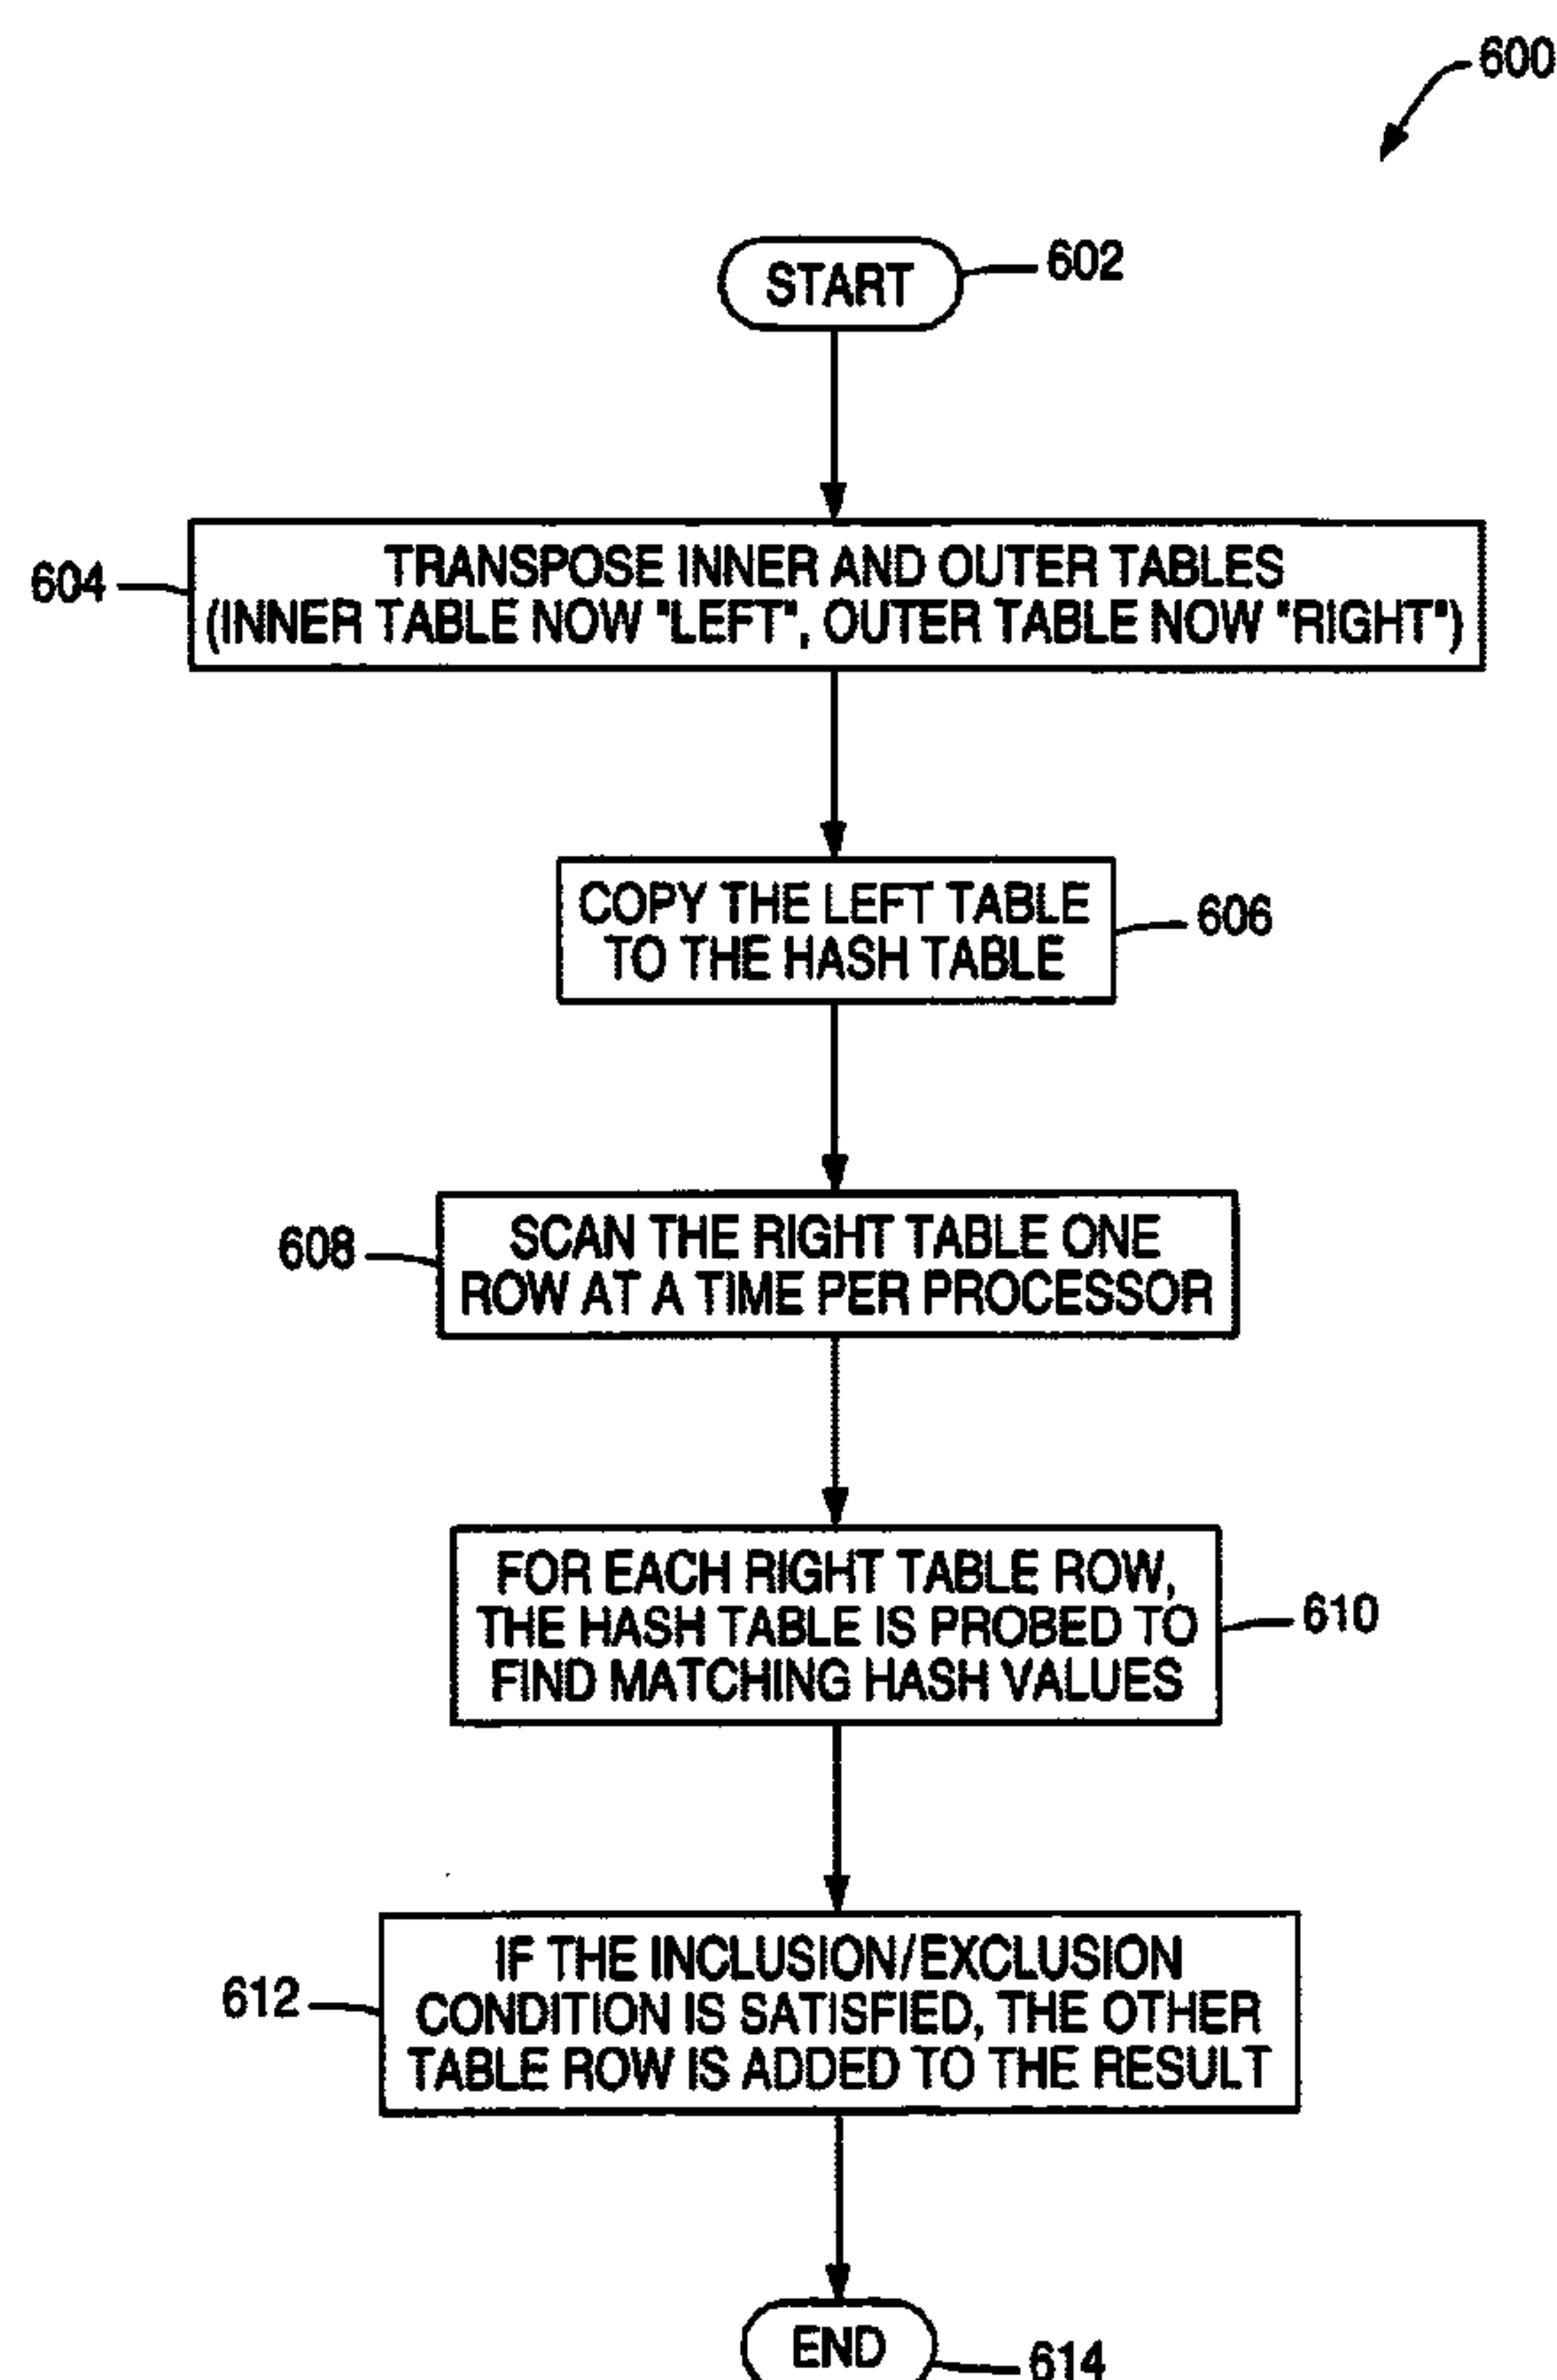 600
START
602
604
TRANSPOSE INNER AND OUTER TABLES
(INNER TABLE NOW "LEFT", OUTER TABLE NOW "RIGHT")
COPY THE LEFT TABLE
TO THE HASH TABLE
606
608
SCAN THE RIGHT TABLE ONE
ROW AT A TIME PER PROCESSOR
FOR EACH RIGHT TABLE ROW,
THE HASH TABLE IS PROBED TO
FIND MATCHING HASH VALUES
610
612
IF THE INCLUSION/EXCLUSION
CONDITION IS SATISFIED, THE OTHER
TABLE ROW IS ADDED TO THE RESULT
END
614